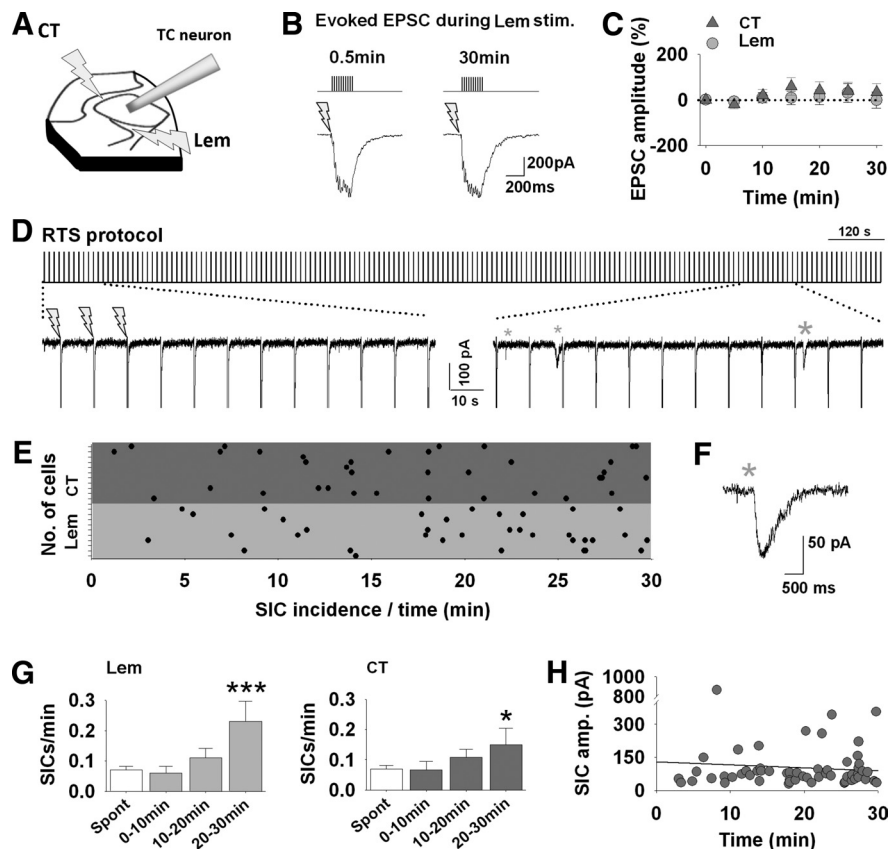 A
CT
TC neuron
Lem
B
Evoked EPSC during Lem stim.
0.5min
30min
200pA
200ms
C
CT
Lem
EPSC amplitude (%)
200
0
-200
0
10
20
30
Time (min)
D
RTS protocol
120 s
100 pA
10 s
*
*
*
E
No. of cells
Lem
CT
0
5
10
15
20
25
30
SIC incidence / time (min)
F
*
50 pA
500 ms
G
Lem
SICs/min
0.3
0.2
0.1
0.0
***
Spont
0-10min
10-20min
20-30min
CT
SICs/min
0.3
0.2
0.1
0.0
*
Spont
0-10min
10-20min
20-30min
H
SIC amp. (pA)
1000
800
300
150
0
0
10
20
30
Time (min)